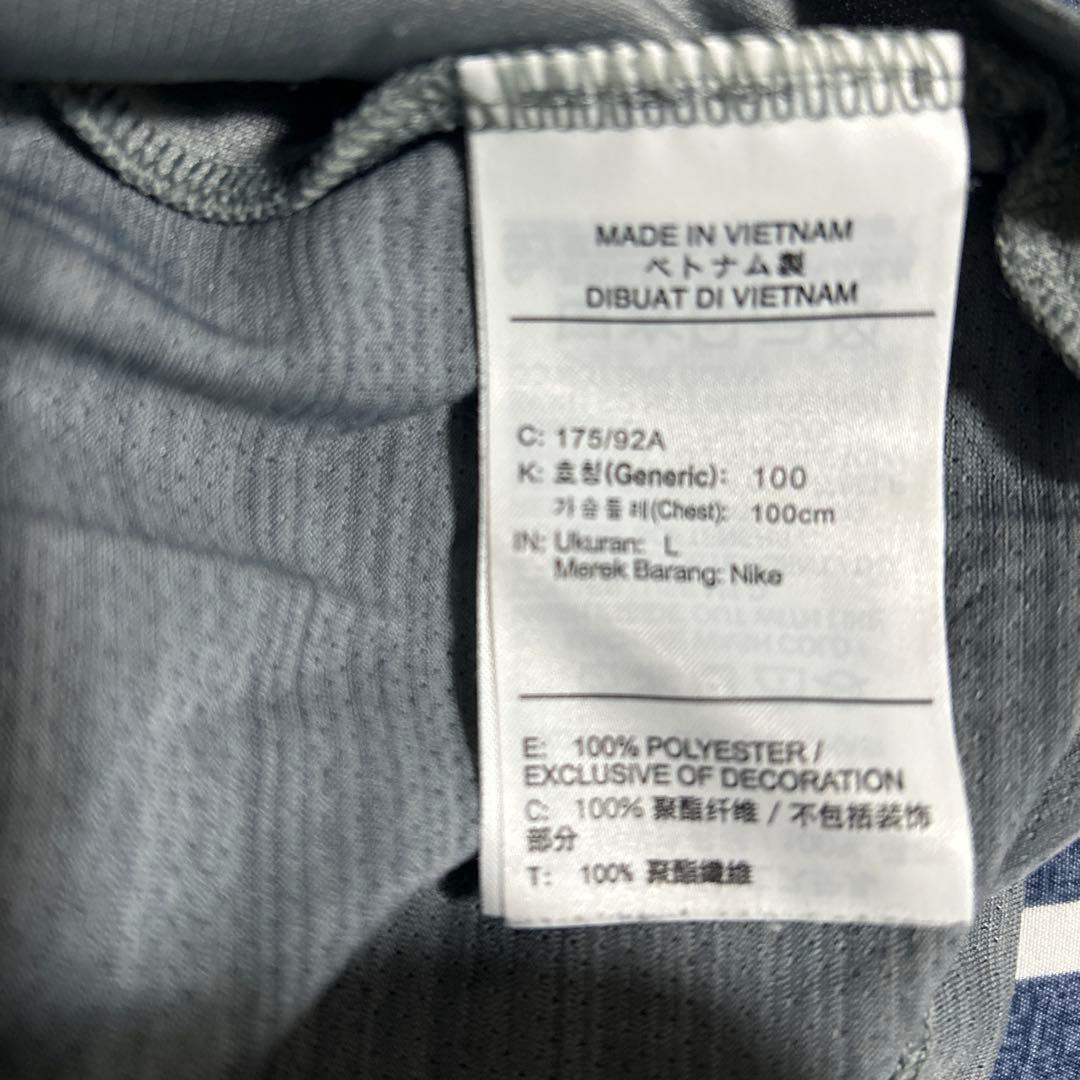 MADE IN VIETNAM
ベトナム製
DIBUAT DI VIETNAM
C: 175/92A
K: 호칭(Generic): 100
가슴둘레(Chest): 100cm
IN: Ukuran: L
Merek Barang: Nike
E: 100% POLYESTER /
EXCLUSIVE OF DECORATION
C: 100% 聚酯纤维 / 不包括装饰
部分
T: 100% 聚酯纖維